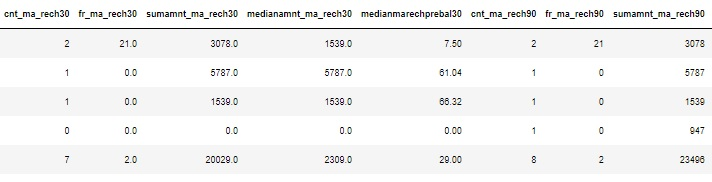 cnt_ma_rech30 fr_ma_rech30 sumamnt_ma_rech30 medianamnt_ma_rech30 medianmarechprebal30 cnt_ma_rech90 fr_ma_rech90 sumamnt_ma_rech90
2 21.0 3078.0 1539.0 7.50 2 21 3078
1 0.0 5787.0 5787.0 61.04 1 0 5787
1 0.0 1539.0 1539.0 66.32 1 0 1539
0 0.0 0.0 0.0 0.00 1 0 947
7 2.0 20029.0 2309.0 29.00 8 2 23496